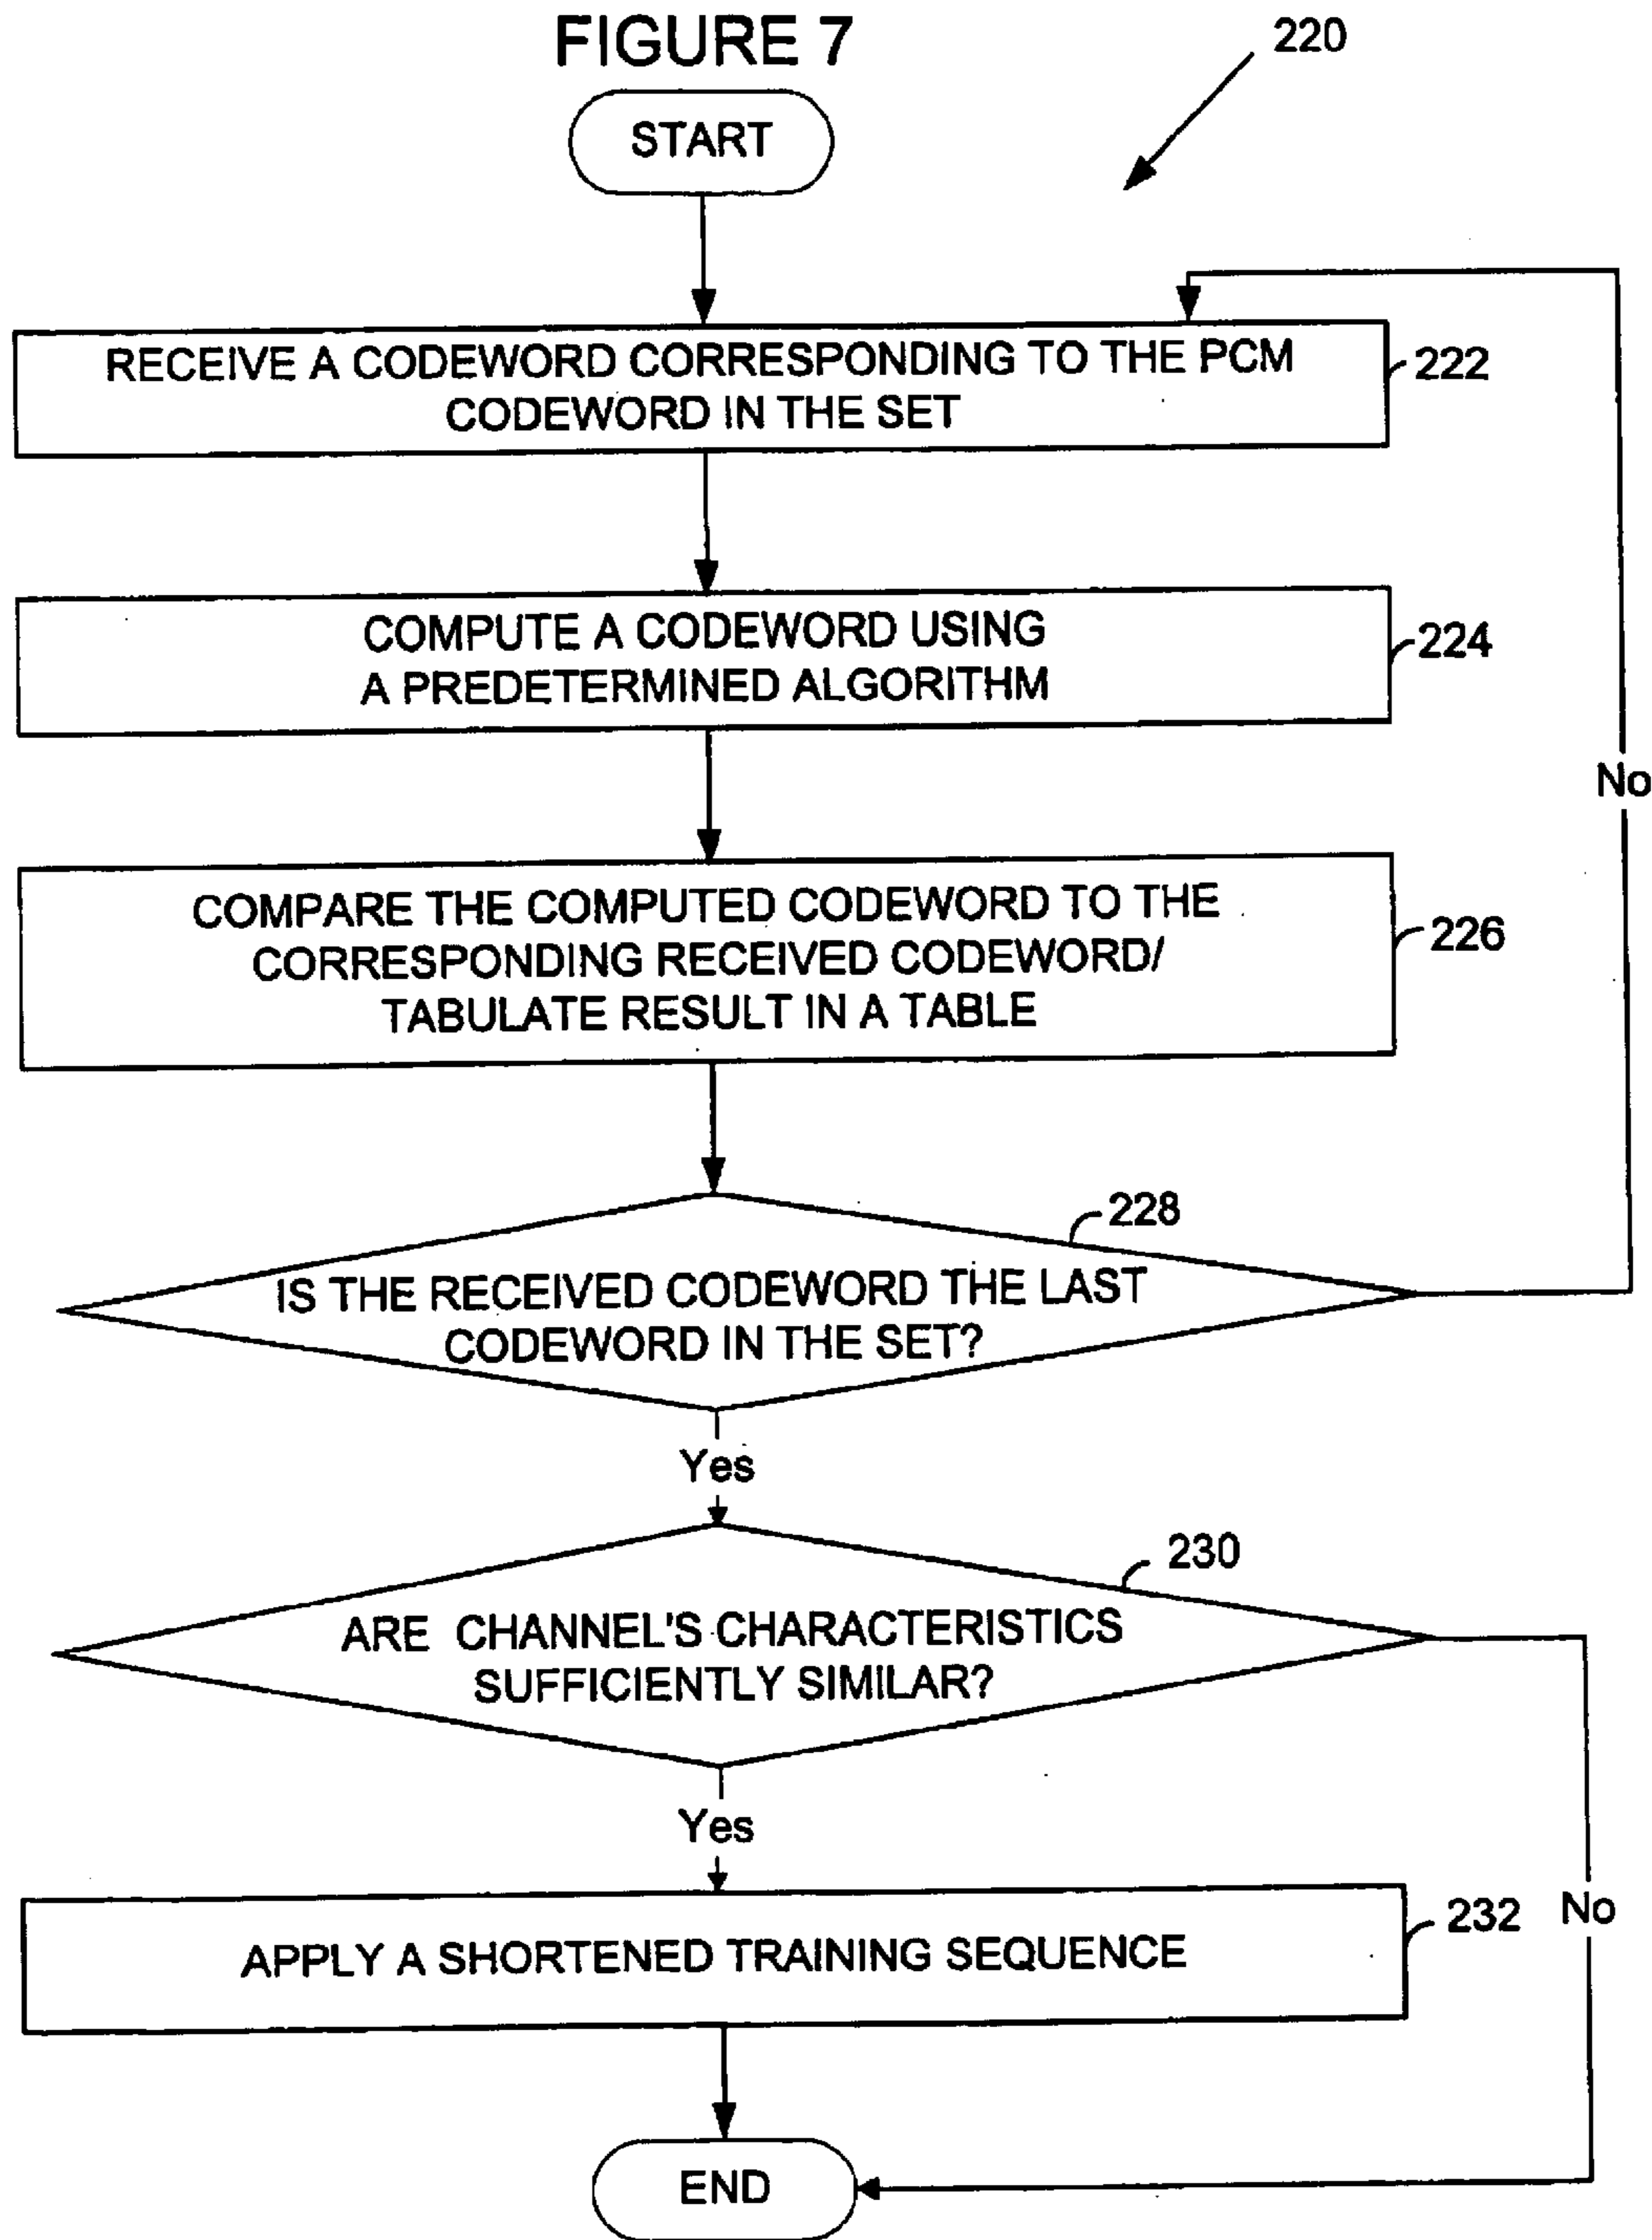 FIGURE 7
220
START
RECEIVE A CODEWORD CORRESPONDING TO THE PCM
CODEWORD IN THE SET
222
COMPUTE A CODEWORD USING
A PREDETERMINED ALGORITHM
224
No
COMPARE THE COMPUTED CODEWORD TO THE
CORRESPONDING RECEIVED CODEWORD/
TABULATE RESULT IN A TABLE
226
228
IS THE RECEIVED CODEWORD THE LAST
CODEWORD IN THE SET?
Yes
230
ARE CHANNEL'S CHARACTERISTICS
SUFFICIENTLY SIMILAR?
Yes
No
232
APPLY A SHORTENED TRAINING SEQUENCE
END